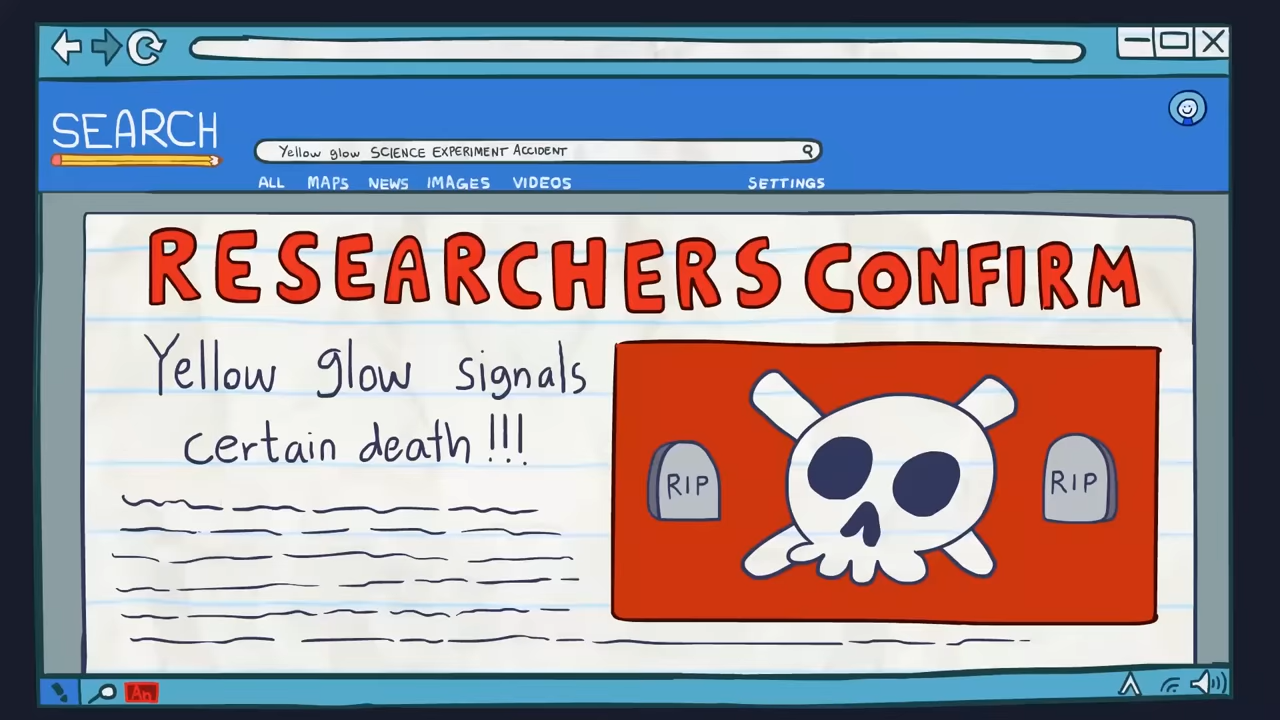 SEARCH
Yellow glow SCIENCE EXPERIMENT ACCIDENT
ALL MAPS NEWS IMAGES VIDEOS SETTINGS
RESEARCHERS CONFIRM
Yellow glow signals
certain death !!!
RIP
RIP
An